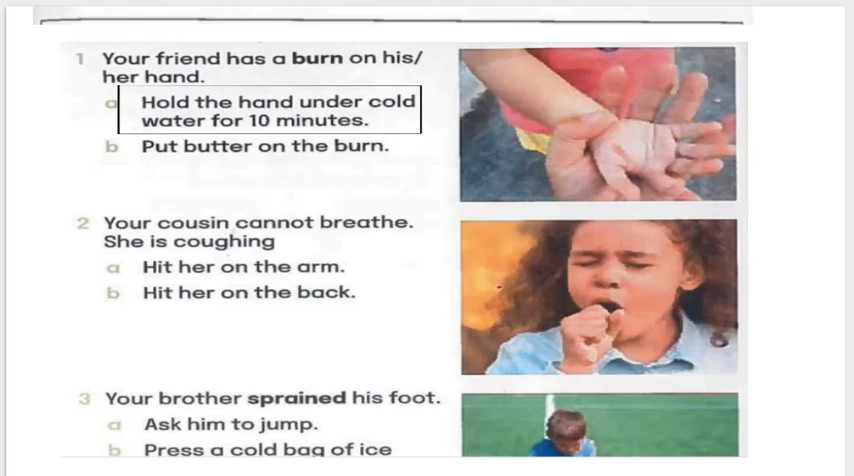 1 Your friend has a burn on his/
her hand.
a Hold the hand under cold
water for 10 minutes.
b Put butter on the burn.
2 Your cousin cannot breathe.
She is coughing
a Hit her on the arm.
b Hit her on the back.
3 Your brother sprained his foot.
a Ask him to jump.
b Press a cold bag of ice